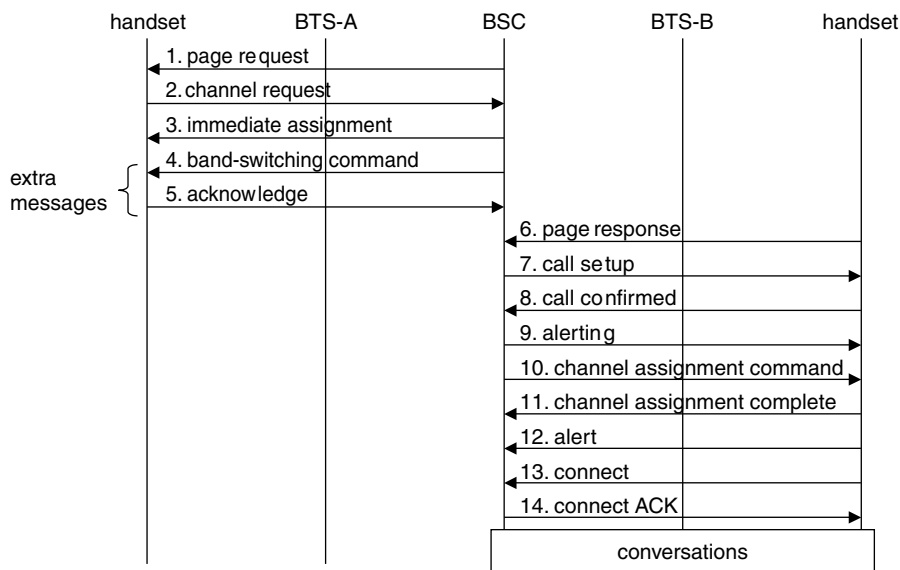 handset BTS-A BSC BTS-B handset
1. page request
2. channel request
3. immediate assignment
4. band-switching command
extra
messages
5. acknowledge
6. page response
7. call setup
8. call confirmed
9. alerting
10. channel assignment command
11. channel assignment complete
12. alert
13. connect
14. connect ACK
conversations